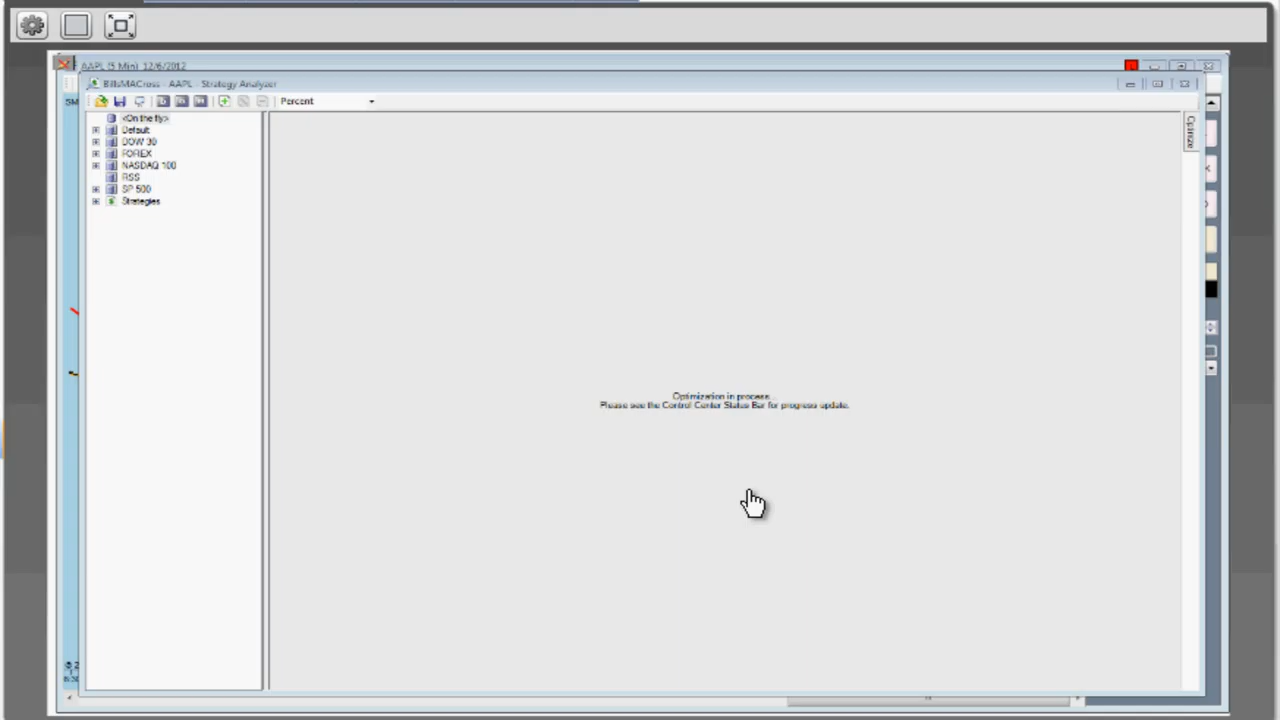 AAPL (5 Min) 12/6/2012
BillsMACross - AAPL - Strategy Analyzer
Percent
<On the fly>
Default
DOW 30
FOREX
NASDAQ 100
RSS
SP 500
Strategies
Optimize
Optimization in process...
Please see the Control Center Status Bar for progress update.
SM